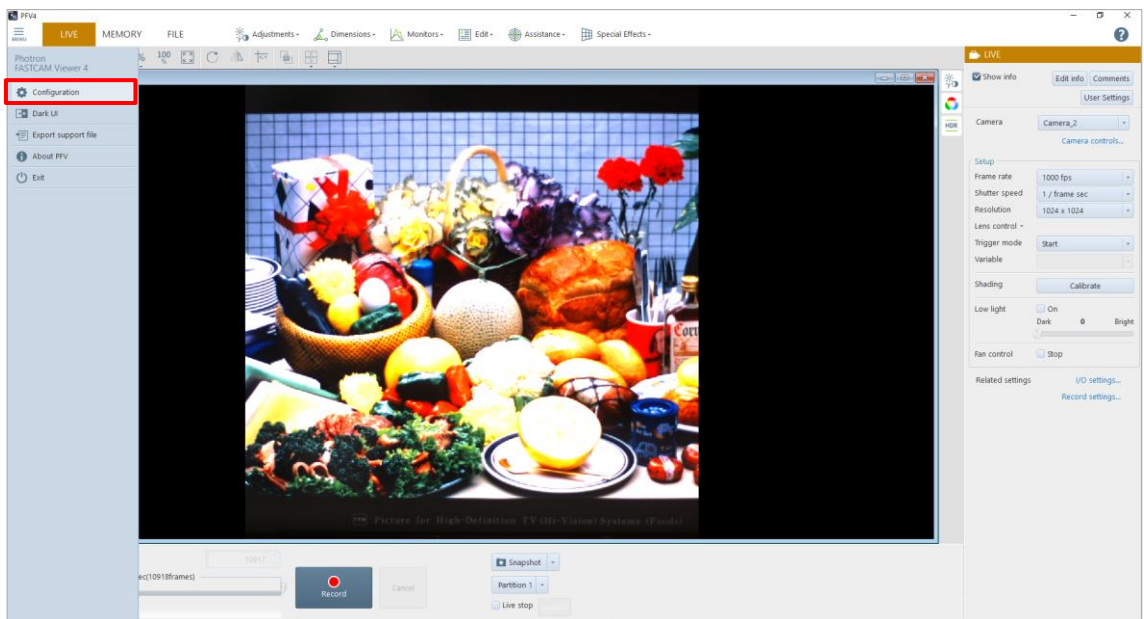 PFV4
MENU
LIVE MEMORY FILE Adjustments Dimensions Monitors Edit Assistance Special Effects
Photron
FASTCAM Viewer 4
Configuration
Dark UI
Export support file
About PFV
Exit
%
100
%
HDR
PTM Picture for High-Definition TV (Hi-Vision) Systems (Foods)
LIVE
Show info
Edit info Comments
User Settings
Camera Camera_2
Camera controls...
Setup
Frame rate 1000 fps
Shutter speed 1 / frame sec
Resolution 1024 x 1024
Lens control
Trigger mode Start
Variable
Shading Calibrate
Low light On
Dark 0 Bright
Fan control Stop
Related settings I/O settings...
Record settings...
10917
ec(10918frames)
Record
Cancel
Snapshot
Partition 1
Live stop